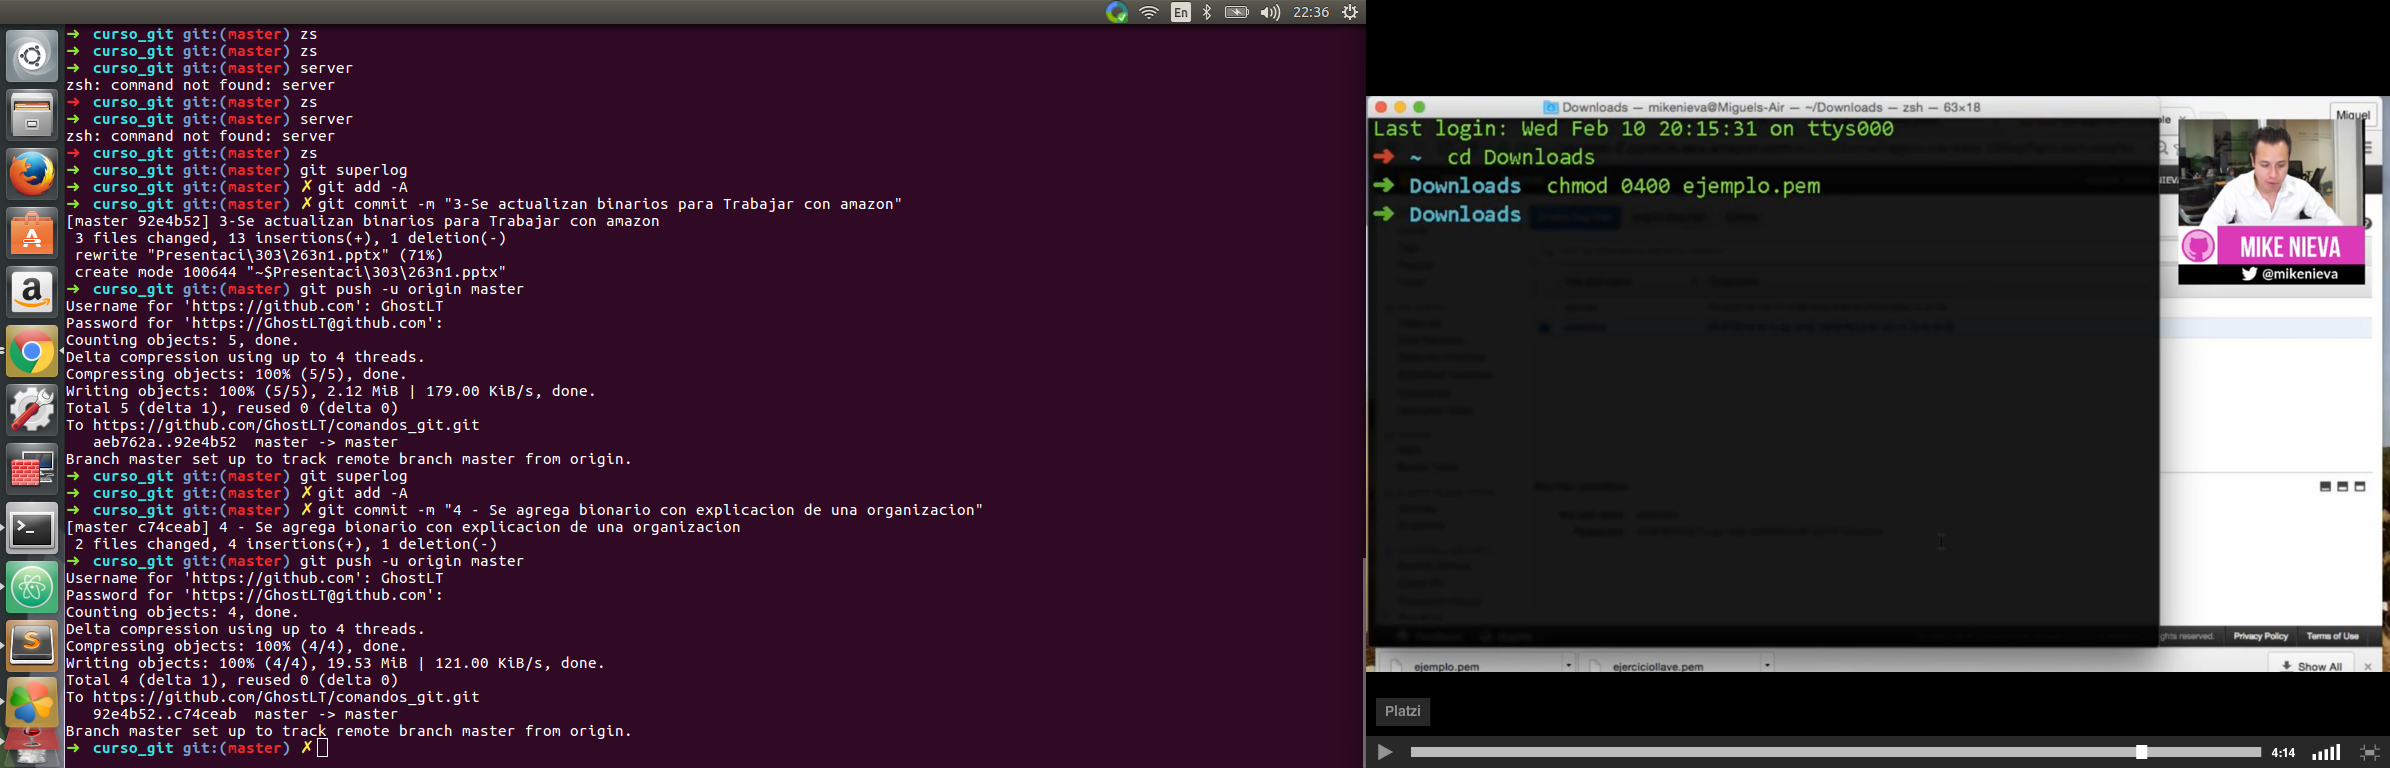 En
22:36
➜ curso_git git:(master) zs
➜ curso_git git:(master) zs
➜ curso_git git:(master) server
zsh: command not found: server
➜ curso_git git:(master) zs
➜ curso_git git:(master) server
zsh: command not found: server
➜ curso_git git:(master) zs
➜ curso_git git:(master) git superlog
➜ curso_git git:(master) ✗ git add -A
➜ curso_git git:(master) ✗ git commit -m "3-Se actualizan binarios para Trabajar con amazon"
[master 92e4b52] 3-Se actualizan binarios para Trabajar con amazon
3 files changed, 13 insertions(+), 1 deletion(-)
rewrite "Presentaci\303\263n1.pptx" (71%)
create mode 100644 "~$Presentaci\303\263n1.pptx"
➜ curso_git git:(master) git push -u origin master
Username for 'https://github.com': GhostLT
Password for 'https://GhostLT@github.com':
Counting objects: 5, done.
Delta compression using up to 4 threads.
Compressing objects: 100% (5/5), done.
Writing objects: 100% (5/5), 2.12 MiB | 179.00 KiB/s, done.
Total 5 (delta 1), reused 0 (delta 0)
To https://github.com/GhostLT/comandos_git.git
aeb762a..92e4b52 master -> master
Branch master set up to track remote branch master from origin.
➜ curso_git git:(master) git superlog
➜ curso_git git:(master) ✗ git add -A
➜ curso_git git:(master) ✗ git commit -m "4 - Se agrega bionario con explicacion de una organizacion"
[master c74ceab] 4 - Se agrega bionario con explicacion de una organizacion
2 files changed, 4 insertions(+), 1 deletion(-)
➜ curso_git git:(master) git push -u origin master
Username for 'https://github.com': GhostLT
Password for 'https://GhostLT@github.com':
Counting objects: 4, done.
Delta compression using up to 4 threads.
Compressing objects: 100% (4/4), done.
Writing objects: 100% (4/4), 19.53 MiB | 121.00 KiB/s, done.
Total 4 (delta 1), reused 0 (delta 0)
To https://github.com/GhostLT/comandos_git.git
92e4b52..c74ceab master -> master
Branch master set up to track remote branch master from origin.
➜ curso_git git:(master) ✗
Downloads — mikenieva@Miguels-Air — ~/Downloads — zsh — 63×18
Last login: Wed Feb 10 20:15:31 on ttys000
➜ ~ cd Downloads
➜ Downloads chmod 0400 ejemplo.pem
➜ Downloads
Miguel
MIKE NIEVA
@mikenieva
ghts reserved. Privacy Policy Terms of Use
ejemplo.pem
ejerciciollave.pem
Show All
Platzi
4:14